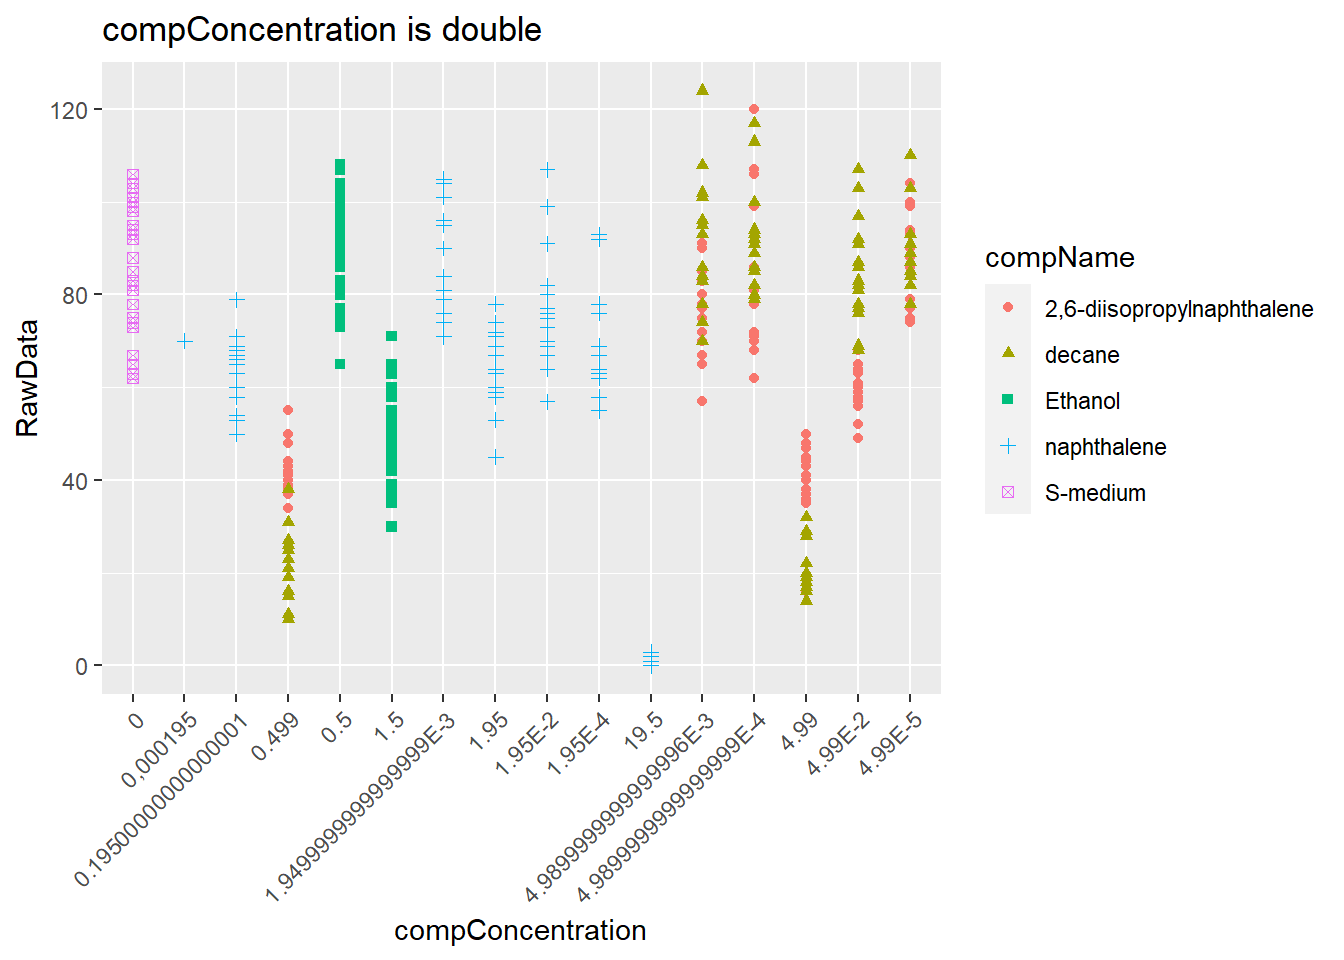 compConcentration is double
120
80
40
0
RawData
0
0,000195
0.19500000000000001
0.499
0.5
1.5
1.9499999999999999E-3
1.95
1.95E-2
1.95E-4
19.5
4.9899999999999996E-3
4.9899999999999999E-4
4.99
4.99E-2
4.99E-5
compConcentration
compName
2,6-diisopropylnaphthalene
decane
Ethanol
naphthalene
S-medium